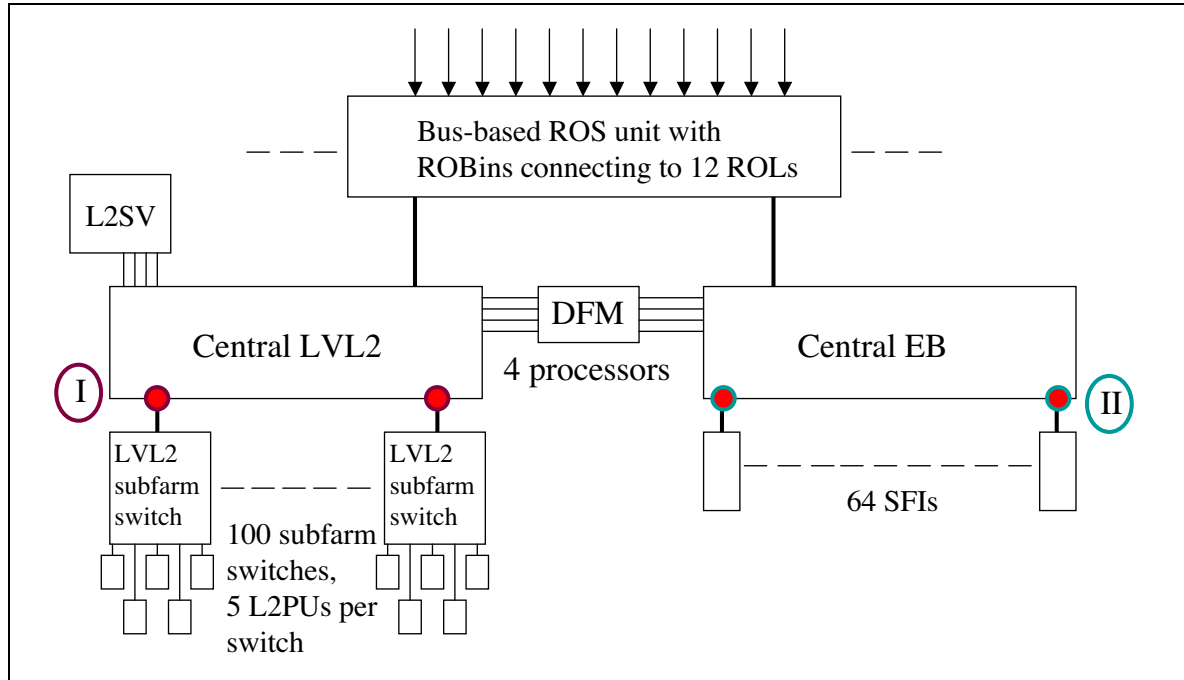 Bus-based ROS unit with
ROBins connecting to 12 ROLs
L2SV
DFM
Central LVL2
Central EB
4 processors
I
II
LVL2
subfarm
switch
LVL2
subfarm
switch
100 subfarm
switches,
5 L2PUs per
switch
64 SFIs